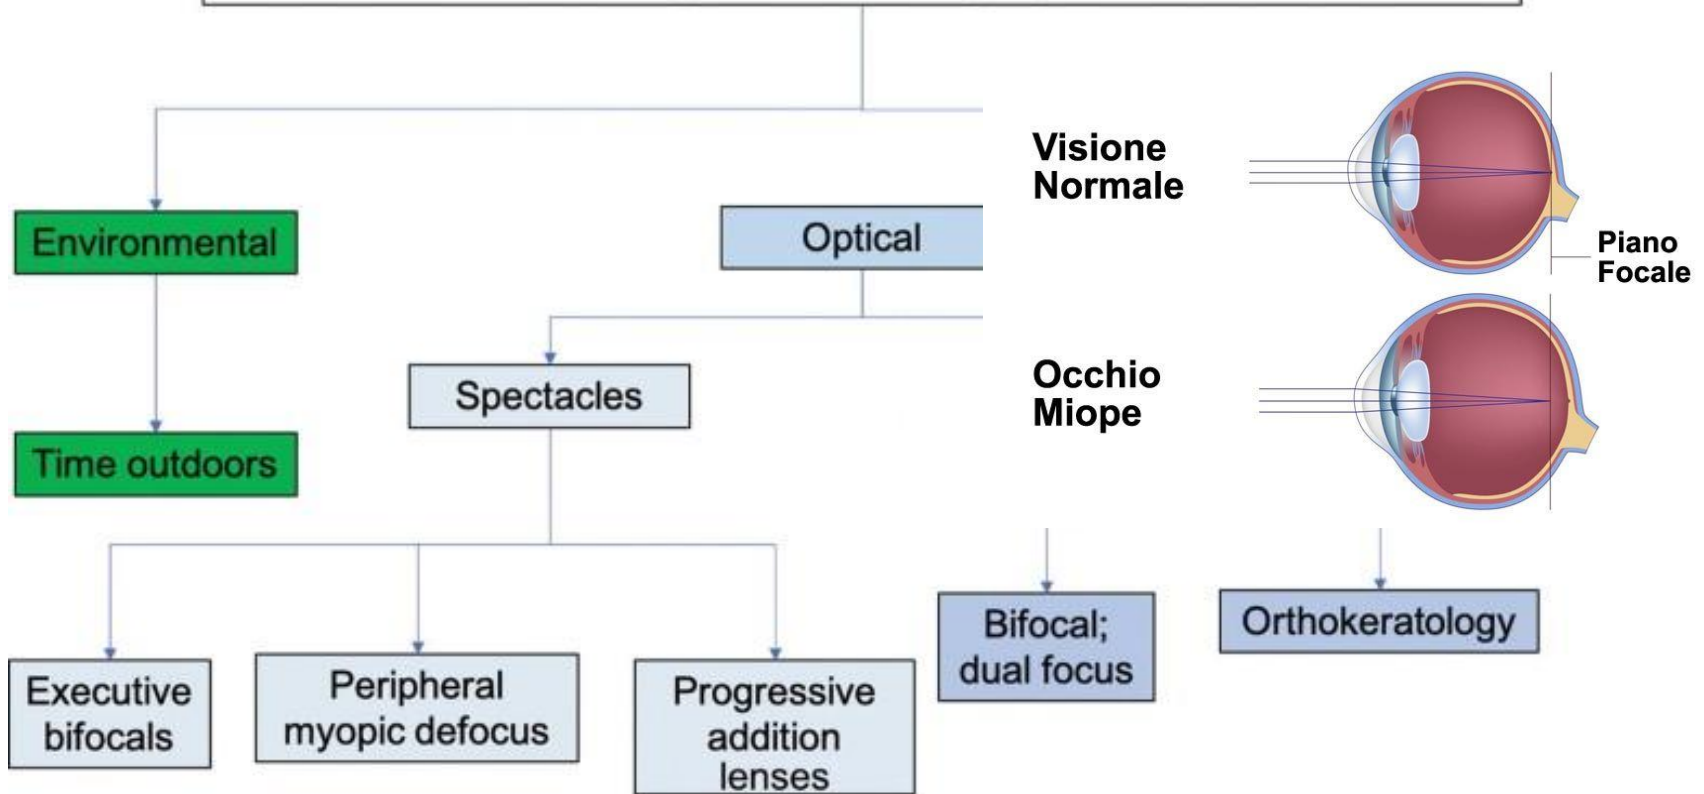 Environmental
Optical
Visione
Normale
Piano
Focale
Spectacles
Occhio
Miope
Time outdoors
Executive
bifocals
Peripheral
myopic defocus
Progressive
addition
lenses
Bifocal;
dual focus
Orthokeratology